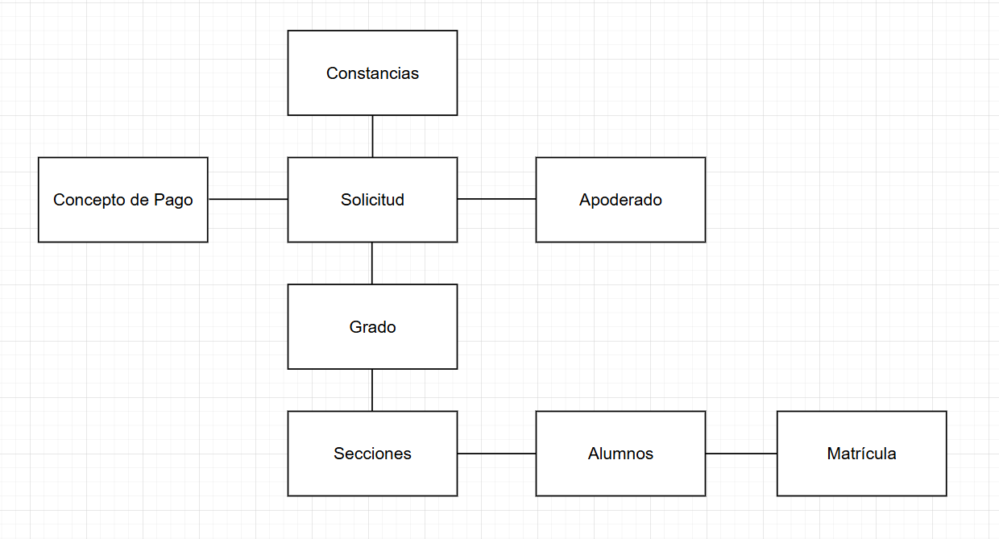 Constancias
Concepto de Pago
Solicitud
Apoderado
Grado
Secciones
Alumnos
Matrícula